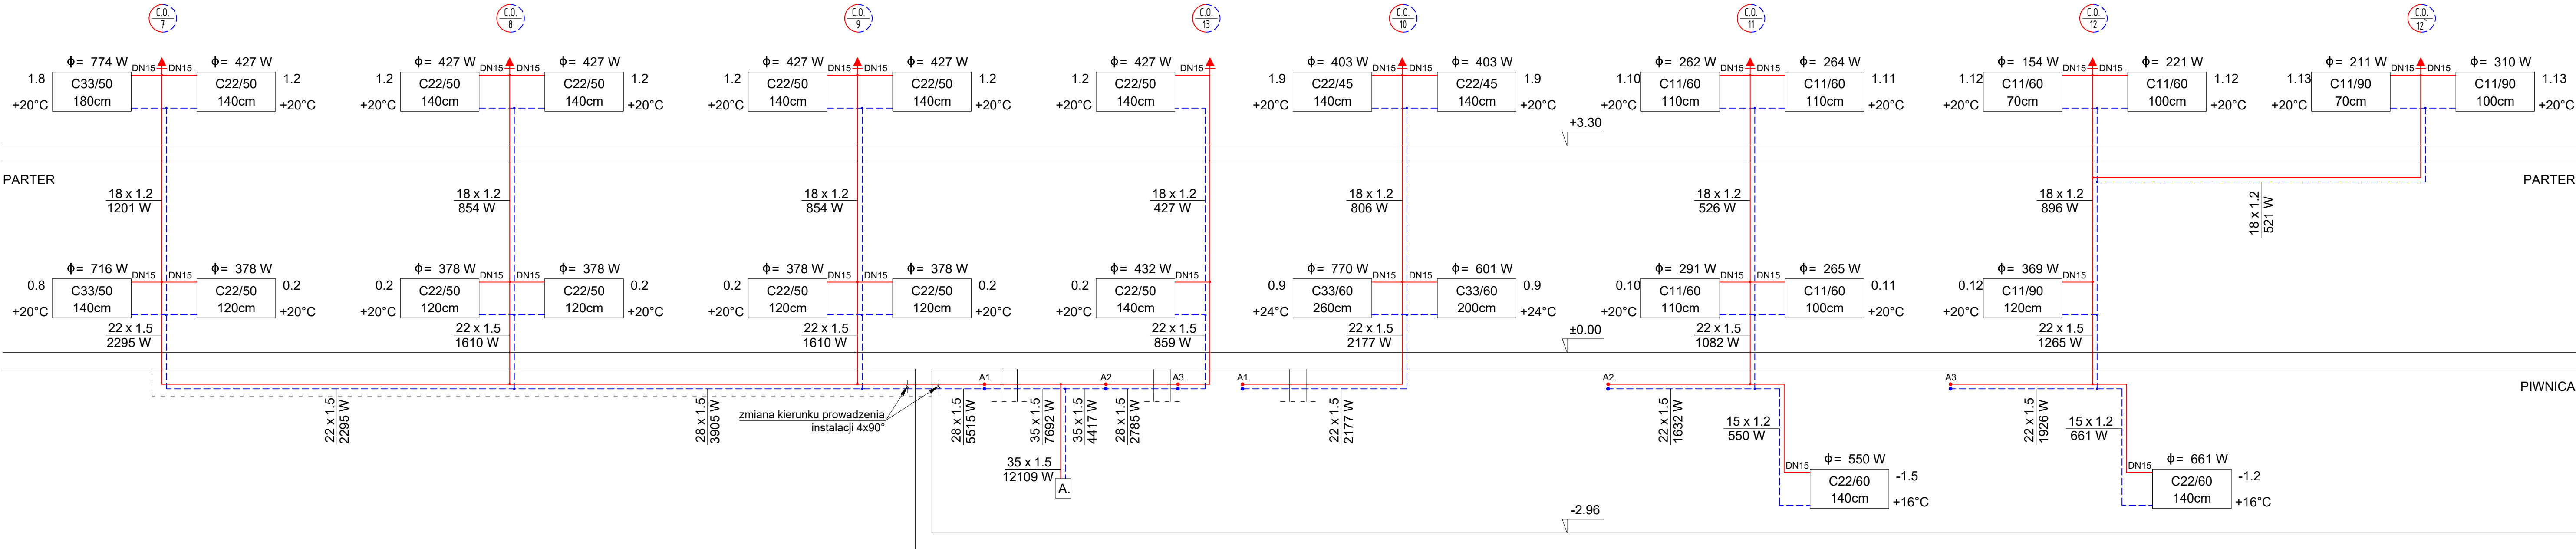 C.O.
7
C.O.
8
C.O.
9
C.O.
13
C.O.
10
C.O.
11
C.O.
12
C.O.
12'
ϕ= 774 W DN15 DN15 ϕ= 427 W
1.8 C33/50 C22/50 1.2
+20°C 180cm 140cm +20°C
ϕ= 427 W DN15 DN15 ϕ= 427 W
1.2 C22/50 C22/50 1.2
+20°C 140cm 140cm +20°C
ϕ= 427 W DN15 DN15 ϕ= 427 W
1.2 C22/50 C22/50 1.2
+20°C 140cm 140cm +20°C
ϕ= 427 W DN15
1.2 C22/50
+20°C 140cm
ϕ= 403 W DN15 DN15 ϕ= 403 W
1.9 C22/45 C22/45 1.9
+20°C 140cm 140cm +20°C
ϕ= 262 W DN15 DN15 ϕ= 264 W
1.10 C11/60 C11/60 1.11
+20°C 110cm 110cm +20°C
ϕ= 154 W DN15 DN15 ϕ= 221 W
1.12 C11/60 C11/60 1.12
+20°C 70cm 100cm +20°C
ϕ= 211 W DN15 DN15 ϕ= 310 W
1.13 C11/90 C11/90 1.13
+20°C 70cm 100cm +20°C
+3.30
PARTER
PARTER
18 x 1.2
1201 W
18 x 1.2
854 W
18 x 1.2
854 W
18 x 1.2
427 W
18 x 1.2
806 W
18 x 1.2
526 W
18 x 1.2
896 W
18 x 1.2
521 W
ϕ= 716 W DN15 DN15 ϕ= 378 W
0.8 C33/50 C22/50 0.2
+20°C 140cm 120cm +20°C
ϕ= 378 W DN15 DN15 ϕ= 378 W
0.2 C22/50 C22/50 0.2
+20°C 120cm 120cm +20°C
ϕ= 378 W DN15 DN15 ϕ= 378 W
0.2 C22/50 C22/50 0.2
+20°C 120cm 120cm +20°C
ϕ= 432 W DN15
0.2 C22/50
+20°C 140cm
ϕ= 770 W DN15 DN15 ϕ= 601 W
0.9 C33/60 C33/60 0.9
+24°C 260cm 200cm +24°C
ϕ= 291 W DN15 DN15 ϕ= 265 W
0.10 C11/60 C11/60 0.11
+20°C 110cm 100cm +20°C
ϕ= 369 W DN15
0.12 C11/90
+20°C 120cm
22 x 1.5
2295 W
22 x 1.5
1610 W
22 x 1.5
1610 W
22 x 1.5
859 W
22 x 1.5
2177 W
±0.00
22 x 1.5
1082 W
22 x 1.5
1265 W
A1.
A2.
A3.
A1.
A2.
A3.
PIWNICA
22 x 1.5
2295 W
28 x 1.5
3905 W
zmiana kierunku prowadzenia
instalacji 4x90°
28 x 1.5
5515 W
35 x 1.5
7692 W
35 x 1.5
4417 W
28 x 1.5
2785 W
22 x 1.5
2177 W
22 x 1.5
1632 W
15 x 1.2
550 W
22 x 1.5
1926 W
15 x 1.2
661 W
35 x 1.5
12109 W
A.
DN15 ϕ= 550 W
C22/60 -1.5
140cm +16°C
DN15 ϕ= 661 W
C22/60 -1.2
140cm +16°C
-2.96